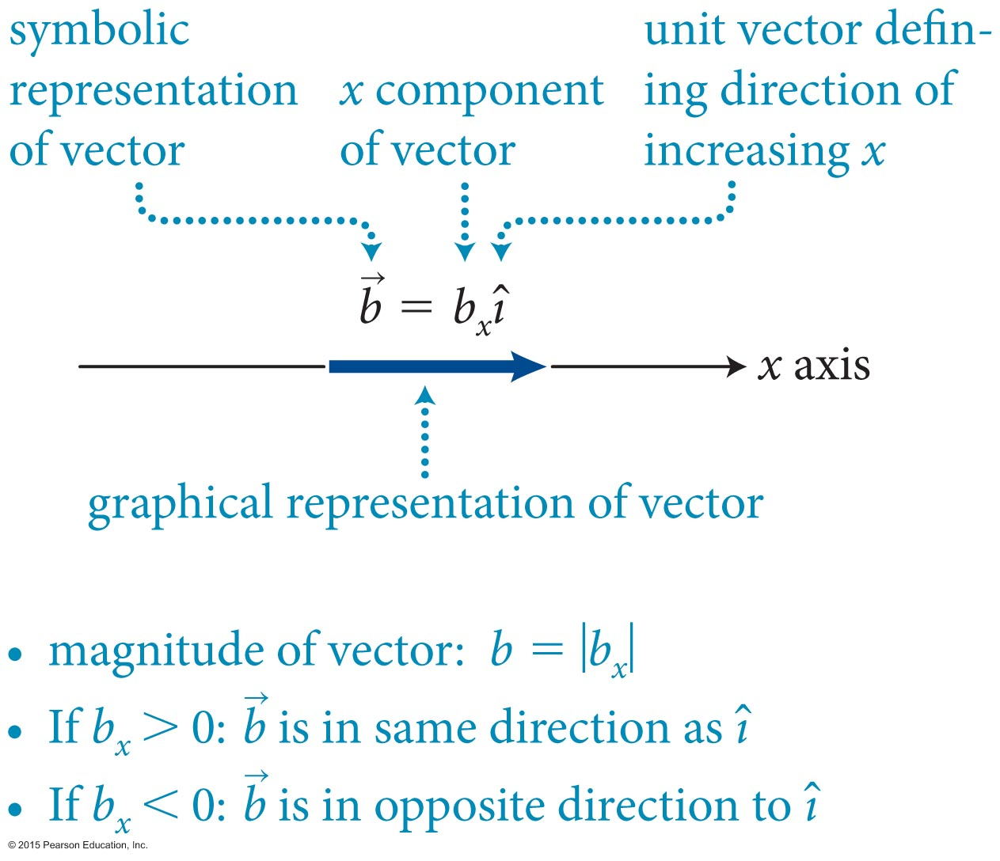 symbolic
representation
of vector
x component
of vector
unit vector defin-
ing direction of
increasing x
b⃗ = bₓî
x axis
graphical representation of vector
• magnitude of vector: b = |bₓ|
• If bₓ > 0: b⃗ is in same direction as î
• If bₓ < 0: b⃗ is in opposite direction to î
© 2015 Pearson Education, Inc.